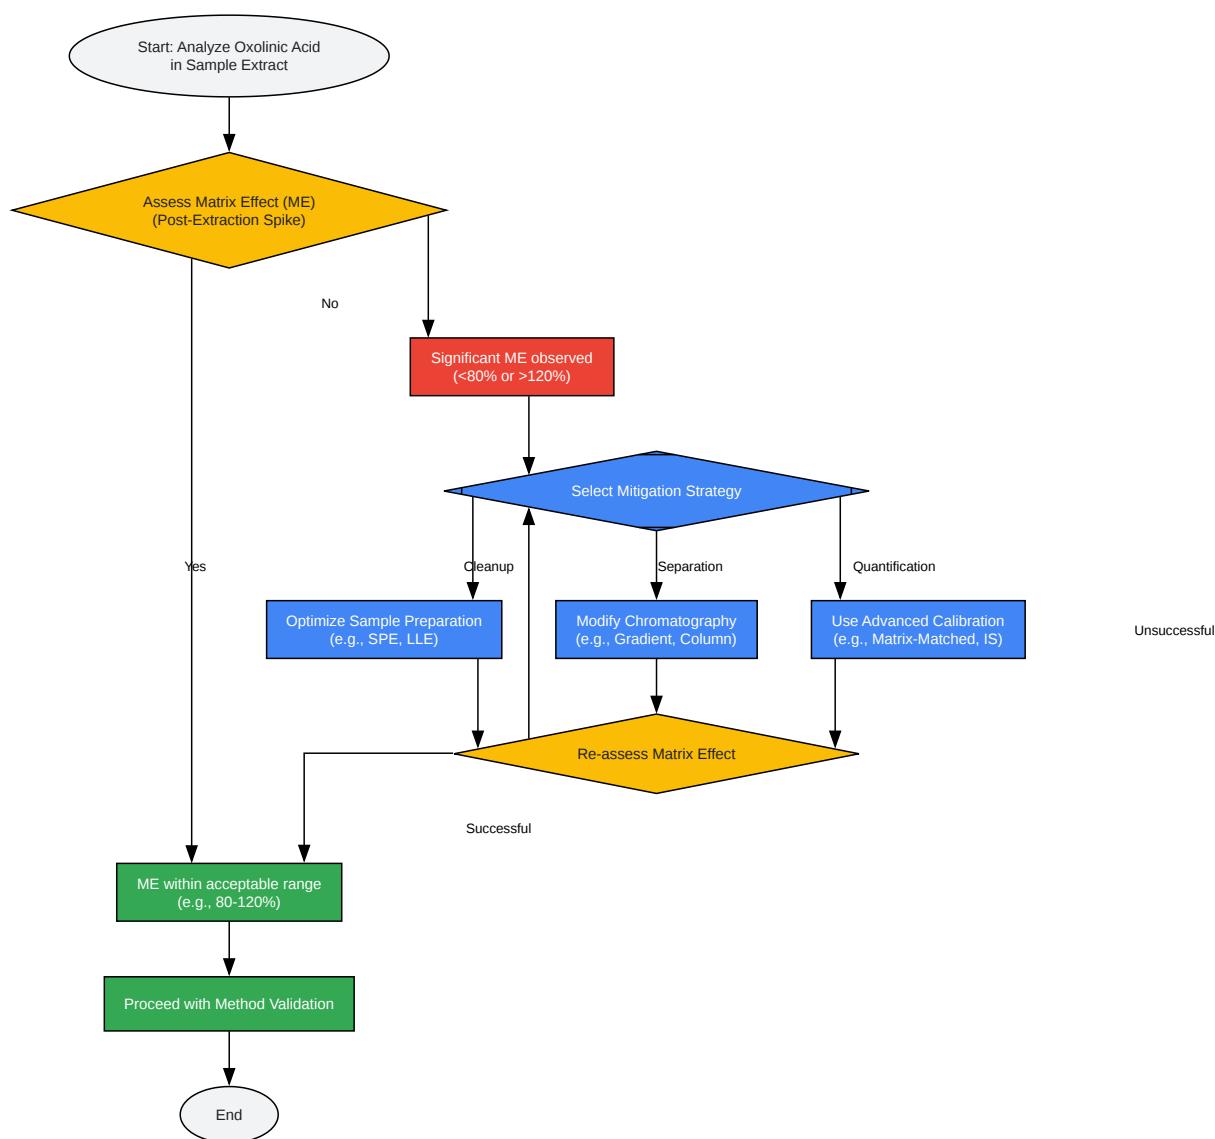 Start: Analyze Oxolinic Acid
in Sample Extract
Assess Matrix Effect (ME)
(Post-Extraction Spike)
No
Significant ME observed
(<80% or >120%)
Select Mitigation Strategy
Yes
Cleanup
Separation
Quantification
Optimize Sample Preparation
(e.g., SPE, LLE)
Modify Chromatography
(e.g., Gradient, Column)
Use Advanced Calibration
(e.g., Matrix-Matched, IS)
Unsuccessful
Re-assess Matrix Effect
Successful
ME within acceptable range
(e.g., 80-120%)
Proceed with Method Validation
End